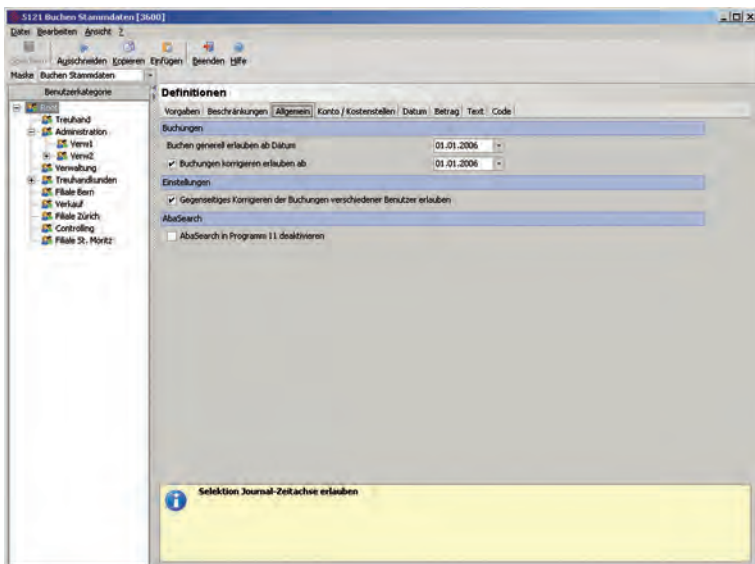 5121 Buchen Stammdaten [3600]
Datei Bearbeiten Ansicht ?
Ausschneiden Kopieren Einfügen Beenden Hilfe
Maske Buchen Stammdaten
Benutzerkategorie
Treuhand
Administration
Verw1
Verw2
Verwaltung
Treuhandkunden
Filiale Bern
Verkauf
Filiale Zürich
Controlling
Filiale St. Moritz
Definitionen
Vorgaben Beschränkungen Allgemein Konto / Kostenstellen Datum Betrag Text Code
Buchungen
Buchen generell erlauben ab Datum 01.01.2006
Buchungen korrigieren erlauben ab 01.01.2006
Einstellungen
Gegenseitiges Korrigieren der Buchungen verschiedener Benutzer erlauben
AbaSearch
AbaSearch in Programm 11 deaktivieren
Selektion Journal-Zeitachse erlauben